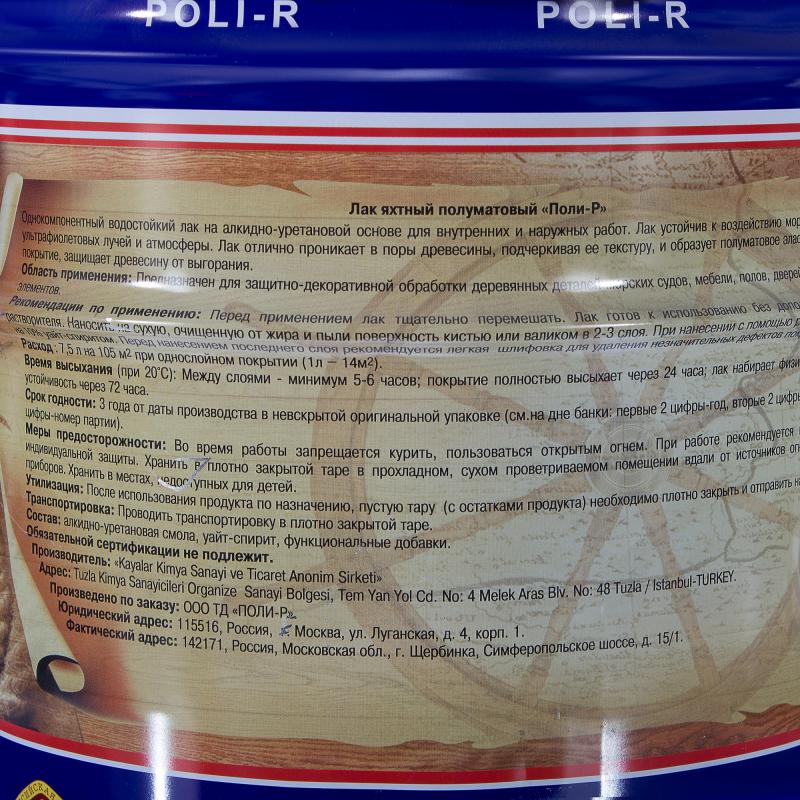 POLI-R POLI-R
Лак яхтный полуматовый «Поли-Р»
Однокомпонентный водостойкий лак на алкидно-уретановой основе для внутренних и наружных работ. Лак устойчив к воздействию
ультрафиолетовых лучей и атмосферы. Лак отлично проникает в поры древесины, подчеркивая ее текстуру, и образует полуматовое
покрытие, защищает древесину от выгорания.
Область применения: Предназначен для защитно-декоративной обработки деревянных деталей морских судов, мебели, полов,
элементов.
Рекомендации по применению: Перед применением лак тщательно перемешать. Лак готов к использованию без
растворителя. Наносить на сухую, очищенную от жира и пыли поверхность кистью или валиком в 2-3 слоя. При нанесении с помощью
на 10% уайт-спиритом. Перед нанесением последнего слоя рекомендуется легкая шлифовка для удаления незначительных дефектов
Расход : 7,5 л на 105 м2 при однослойном покрытии (1л – 14м2).
Время высыхания (при 20°С): Между слоями - минимум 5-6 часов; покрытие полностью высыхает через 24 часа; лак набирает
устойчивость через 72 часа.
Срок годности: 3 года от даты производства в невскрытой оригинальной упаковке (см.на дне банки: первые 2 цифры-год, вторые 2
цифры-номер партии).
Меры предосторожности: Во время работы запрещается курить, пользоваться открытым огнем. При работе рекомендуется
индивидуальной защиты. Хранить в плотно закрытой таре в прохладном, сухом проветриваемом помещении вдали от источников
приборов. Хранить в местах, недоступных для детей.
Утилизация: После использования продукта по назначению, пустую тару (с остатками продукта) необходимо плотно закрыть и отправить
Транспортировка: Проводить транспортировку в плотно закрытой таре.
Состав: алкидно-уретановая смола, уайт-спирит, функциональные добавки.
Обязательной сертификации не подлежит.
Производитель: «Kayalar Kimya Sanayi ve Ticaret Anonim Sirketi»
Адрес: Tuzla Kimya Sanayicileri Organize Sanayi Bolgesi, Tem Yan Yol Cd. No: 4 Melek Aras Blv. No: 48 Tuzla / Istanbul-TURKEY.
Произведено по заказу: ООО ТД «ПОЛИ-Р».
Юридический адрес: 115516, Россия, г. Москва, ул. Луганская, д. 4, корп. 1.
Фактический адрес: 142171, Россия, Московская обл., г. Щербинка, Симферопольское шоссе, д. 15/1.